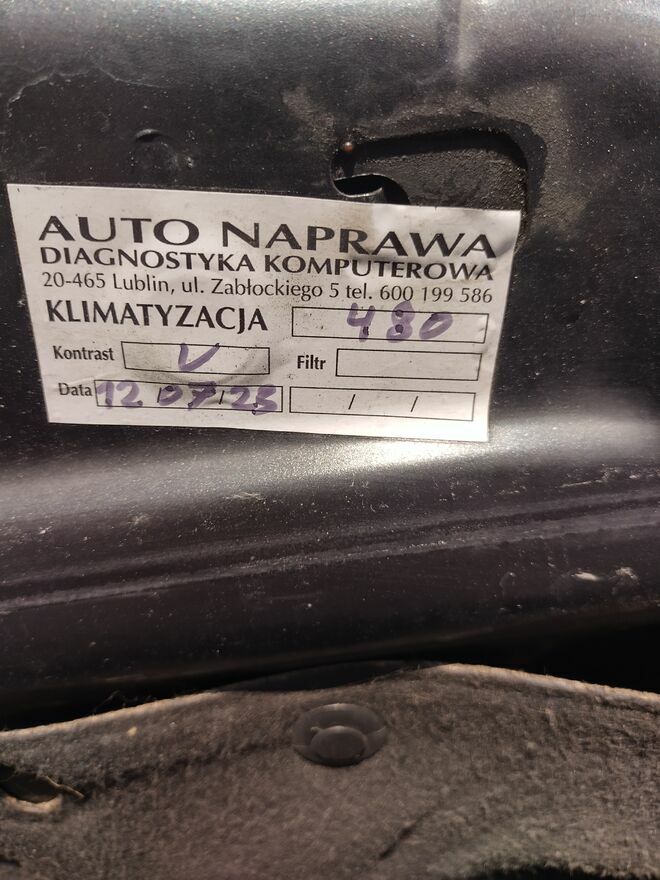 AUTO NAPRAWA
DIAGNOSTYKA KOMPUTEROWA
20-465 Lublin, ul. Zabłockiego 5 tel. 600 199 586
KLIMATYZACJA 480
Kontrast V Filtr
Data 12/07/23 / /